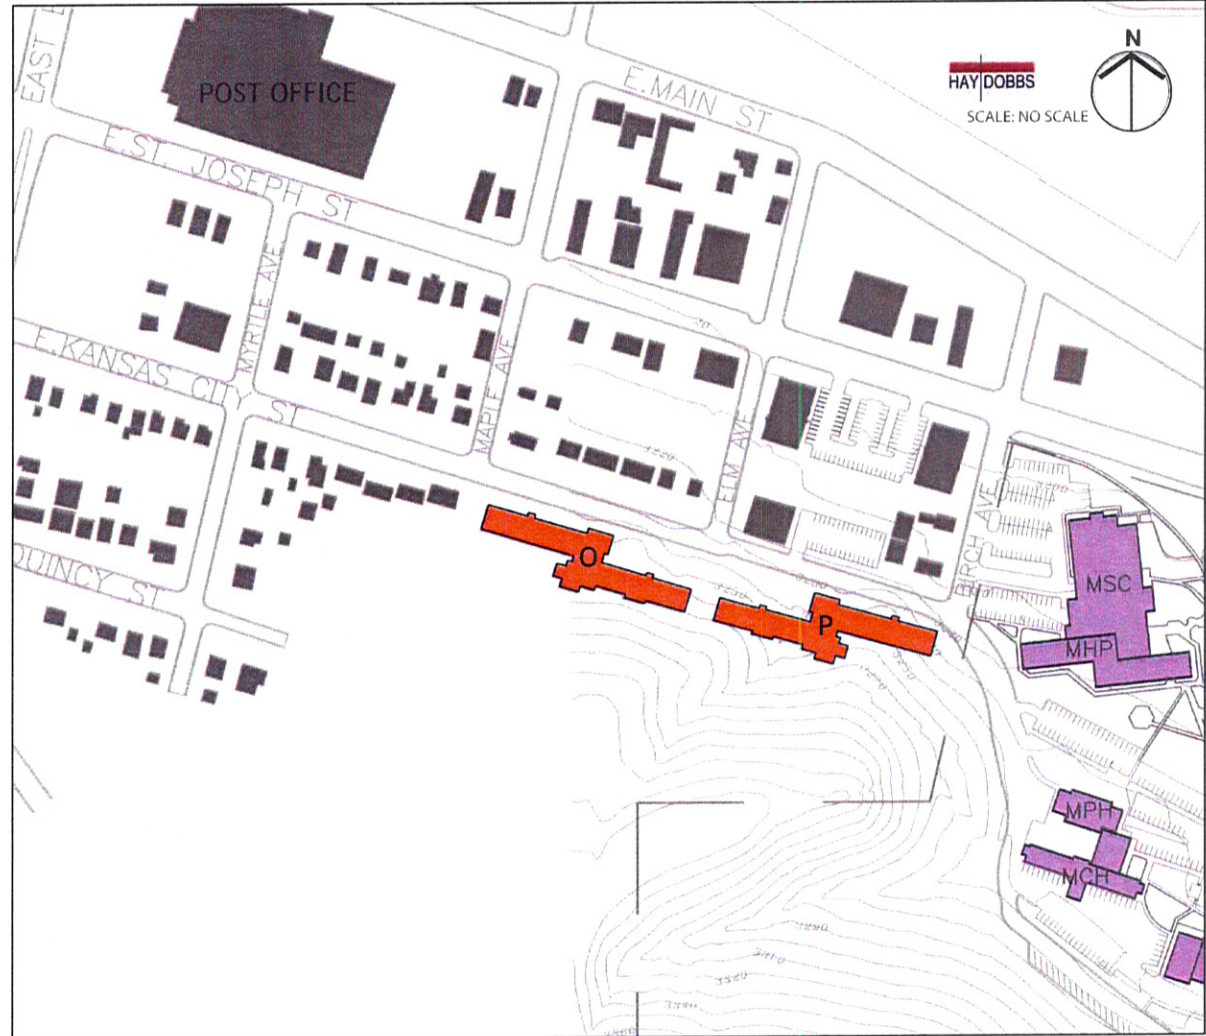 POST OFFICE
EAST B
E.MAIN ST
HAY DOBBS
SCALE: NO SCALE
N
E.ST. JOSEPH ST
MYRTLE AVE.
MAPLE AVE
E.KANSAS CITY ST
ELM AVE.
BIRCH AVE
QUINCY ST
O
P
MSC
MHP
MPH
MCH
3320